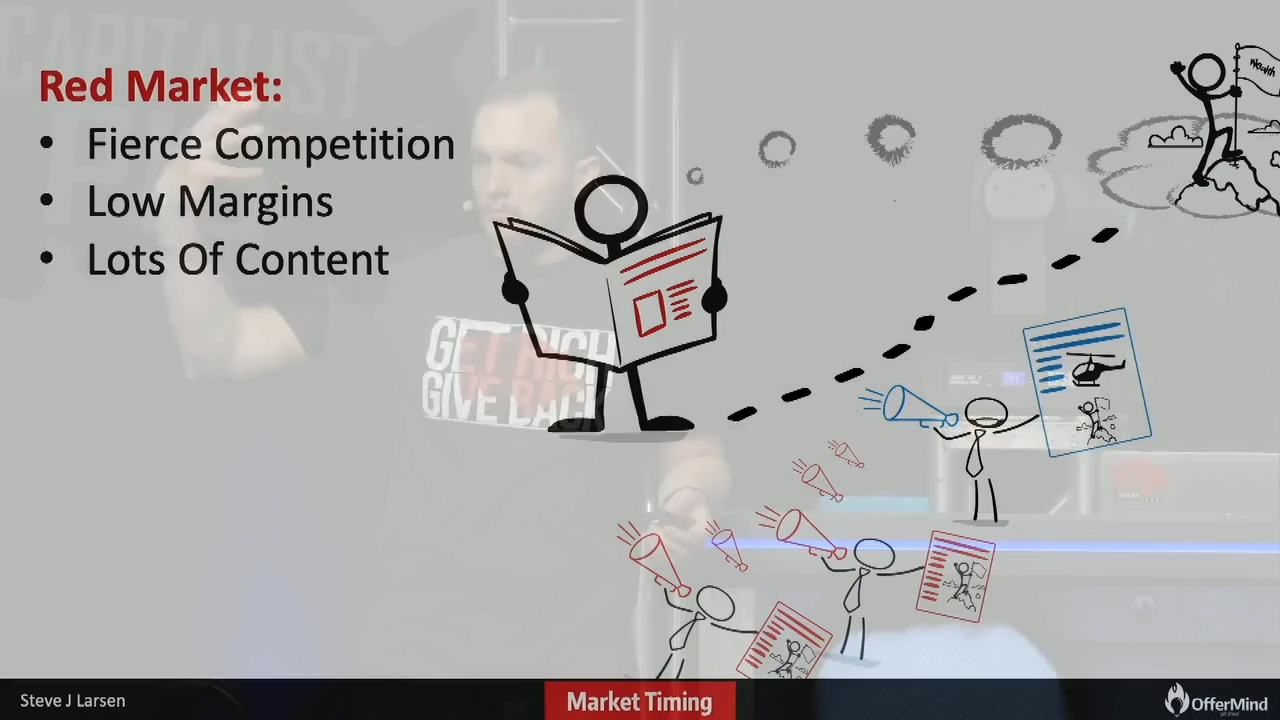 CAPITALIST
Red Market:
• Fierce Competition
• Low Margins
• Lots Of Content
Wealth
GET RICH
GIVE BACK
Steve J Larsen
Market Timing
OfferMind